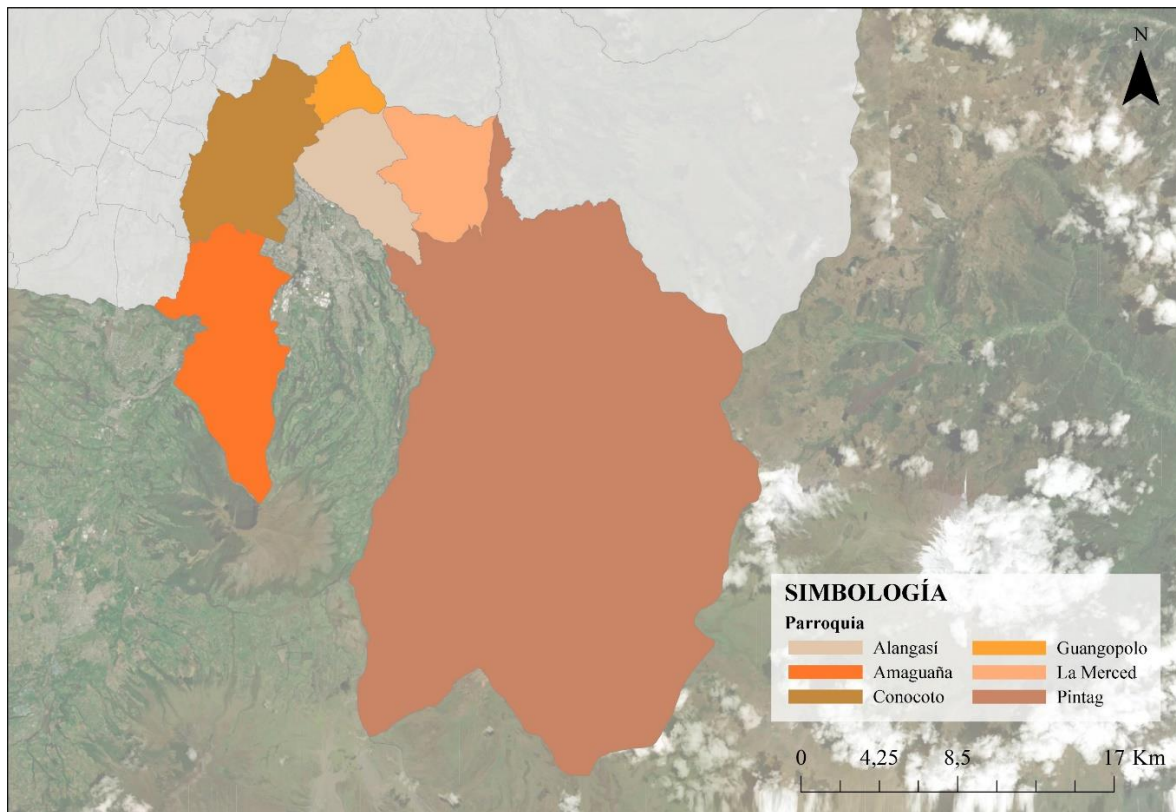 N
SIMBOLOGÍA
Parroquia
Alangasí
Guangopolo
Amaguaña
La Merced
Conocoto
Pintag
0 4,25 8,5 17 Km